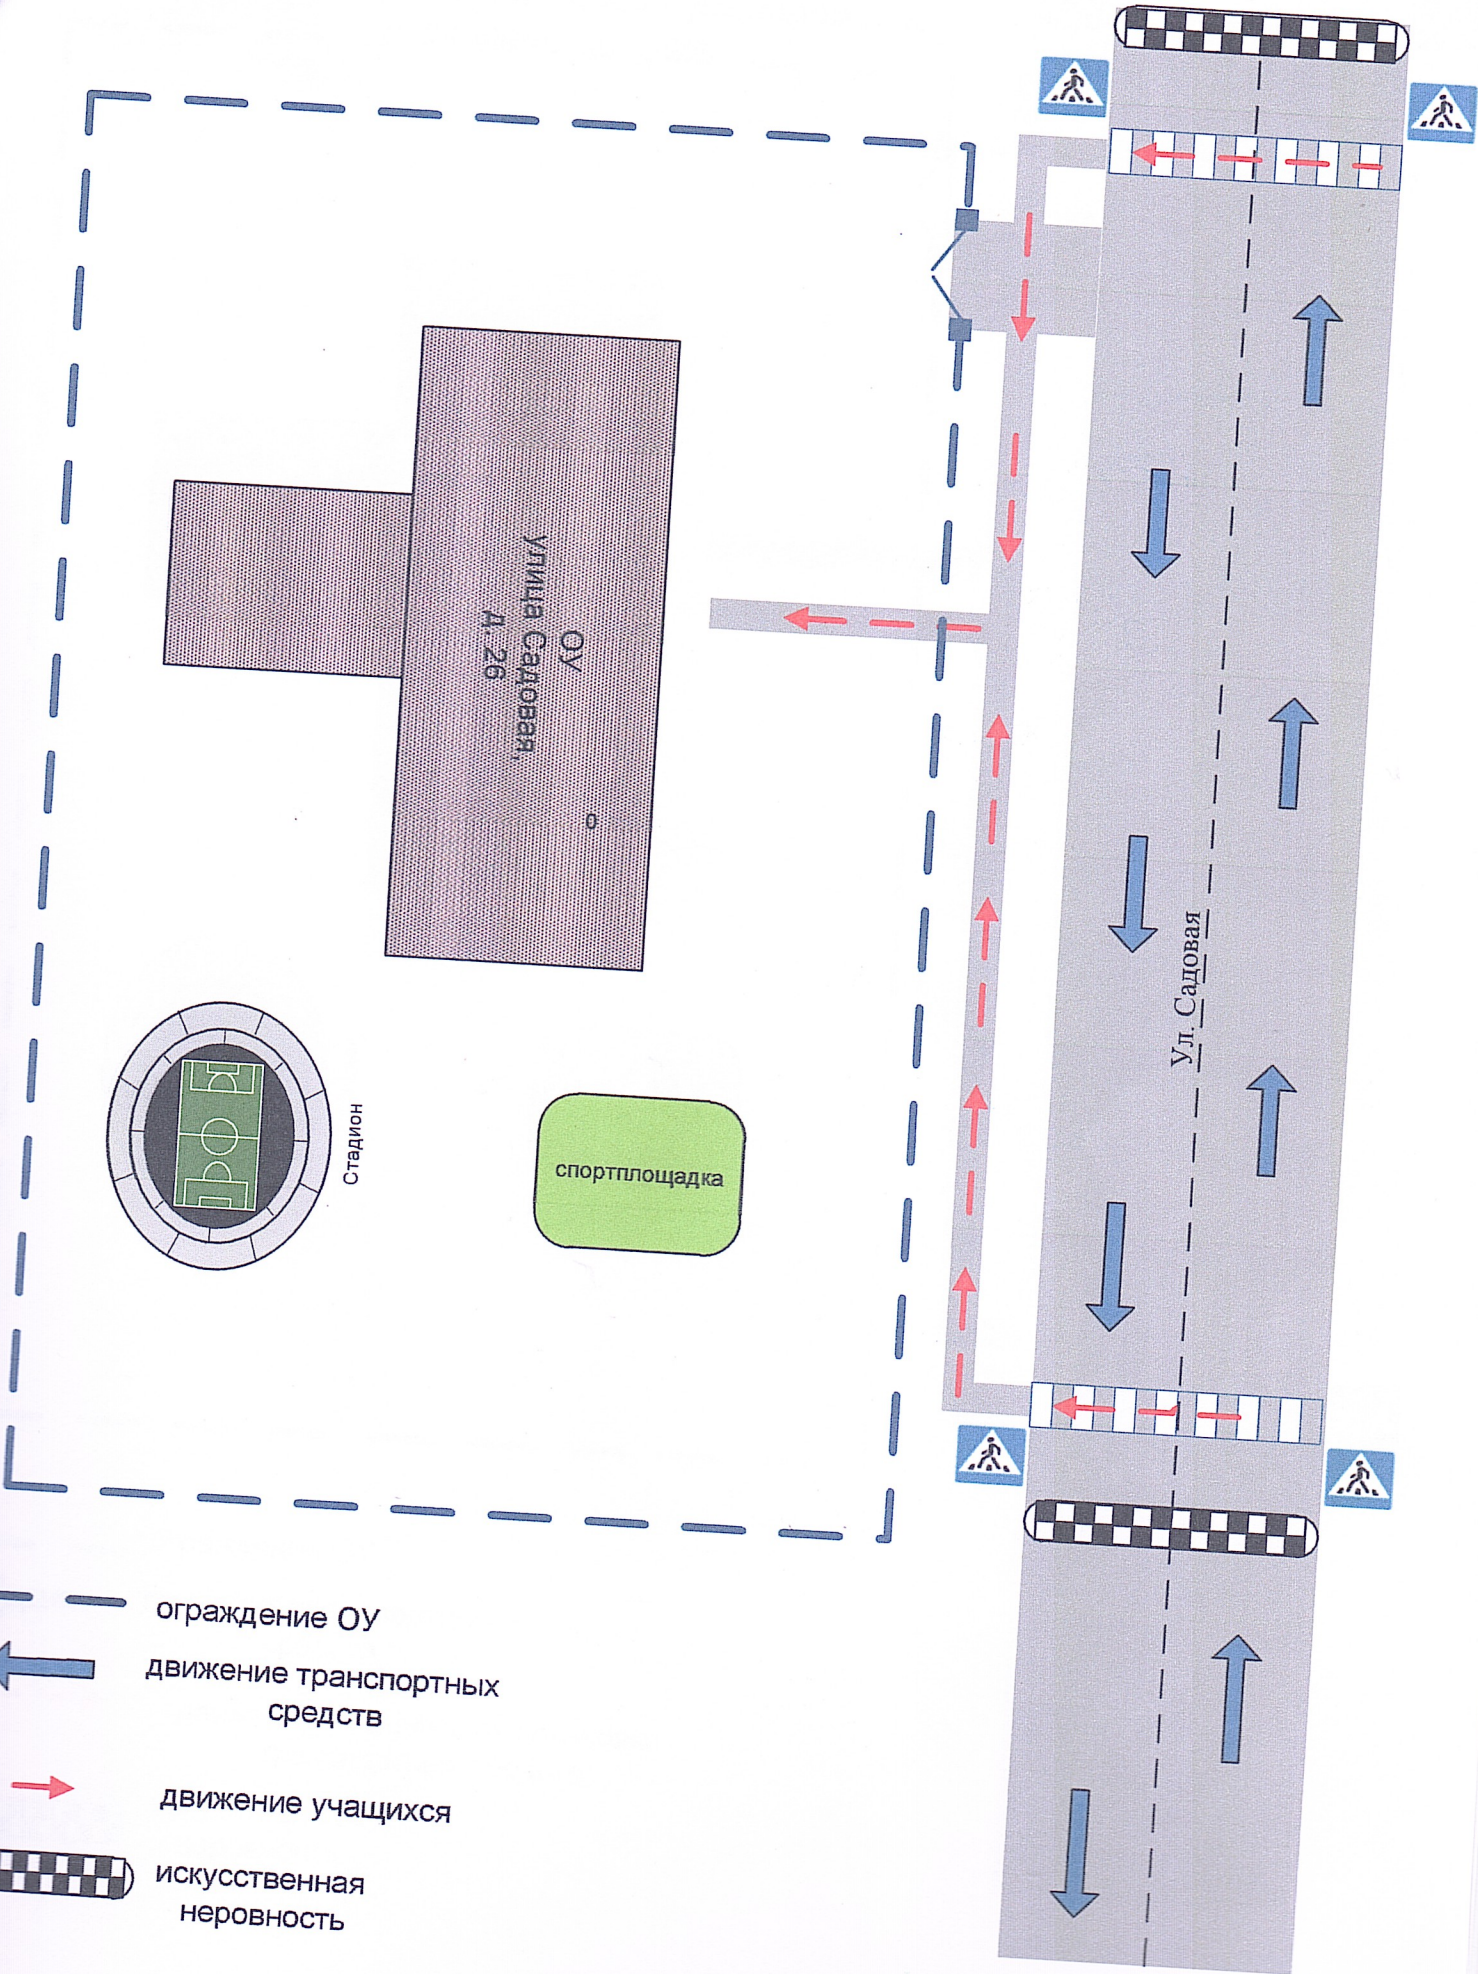 ОУ
улица Садовая,
д. 26
о
Ул. Садовая
Стадион
спортплощадка
ограждение ОУ
движение транспортных
средств
движение учащихся
искусственная
неровность